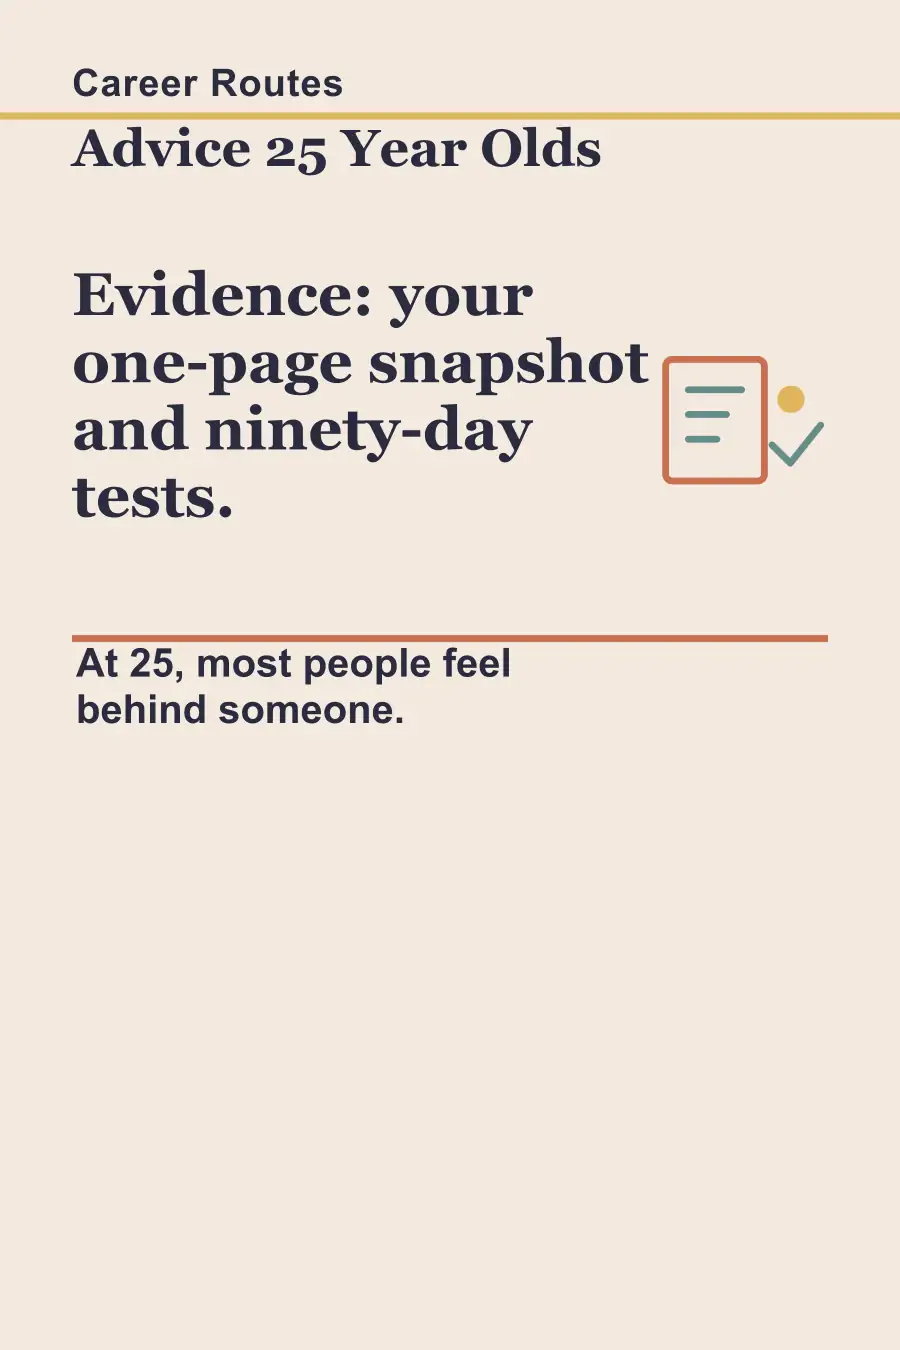 Career Routes
Advice 25 Year Olds
Evidence: your
one-page snapshot
and ninety-day
tests.
At 25, most people feel
behind someone.